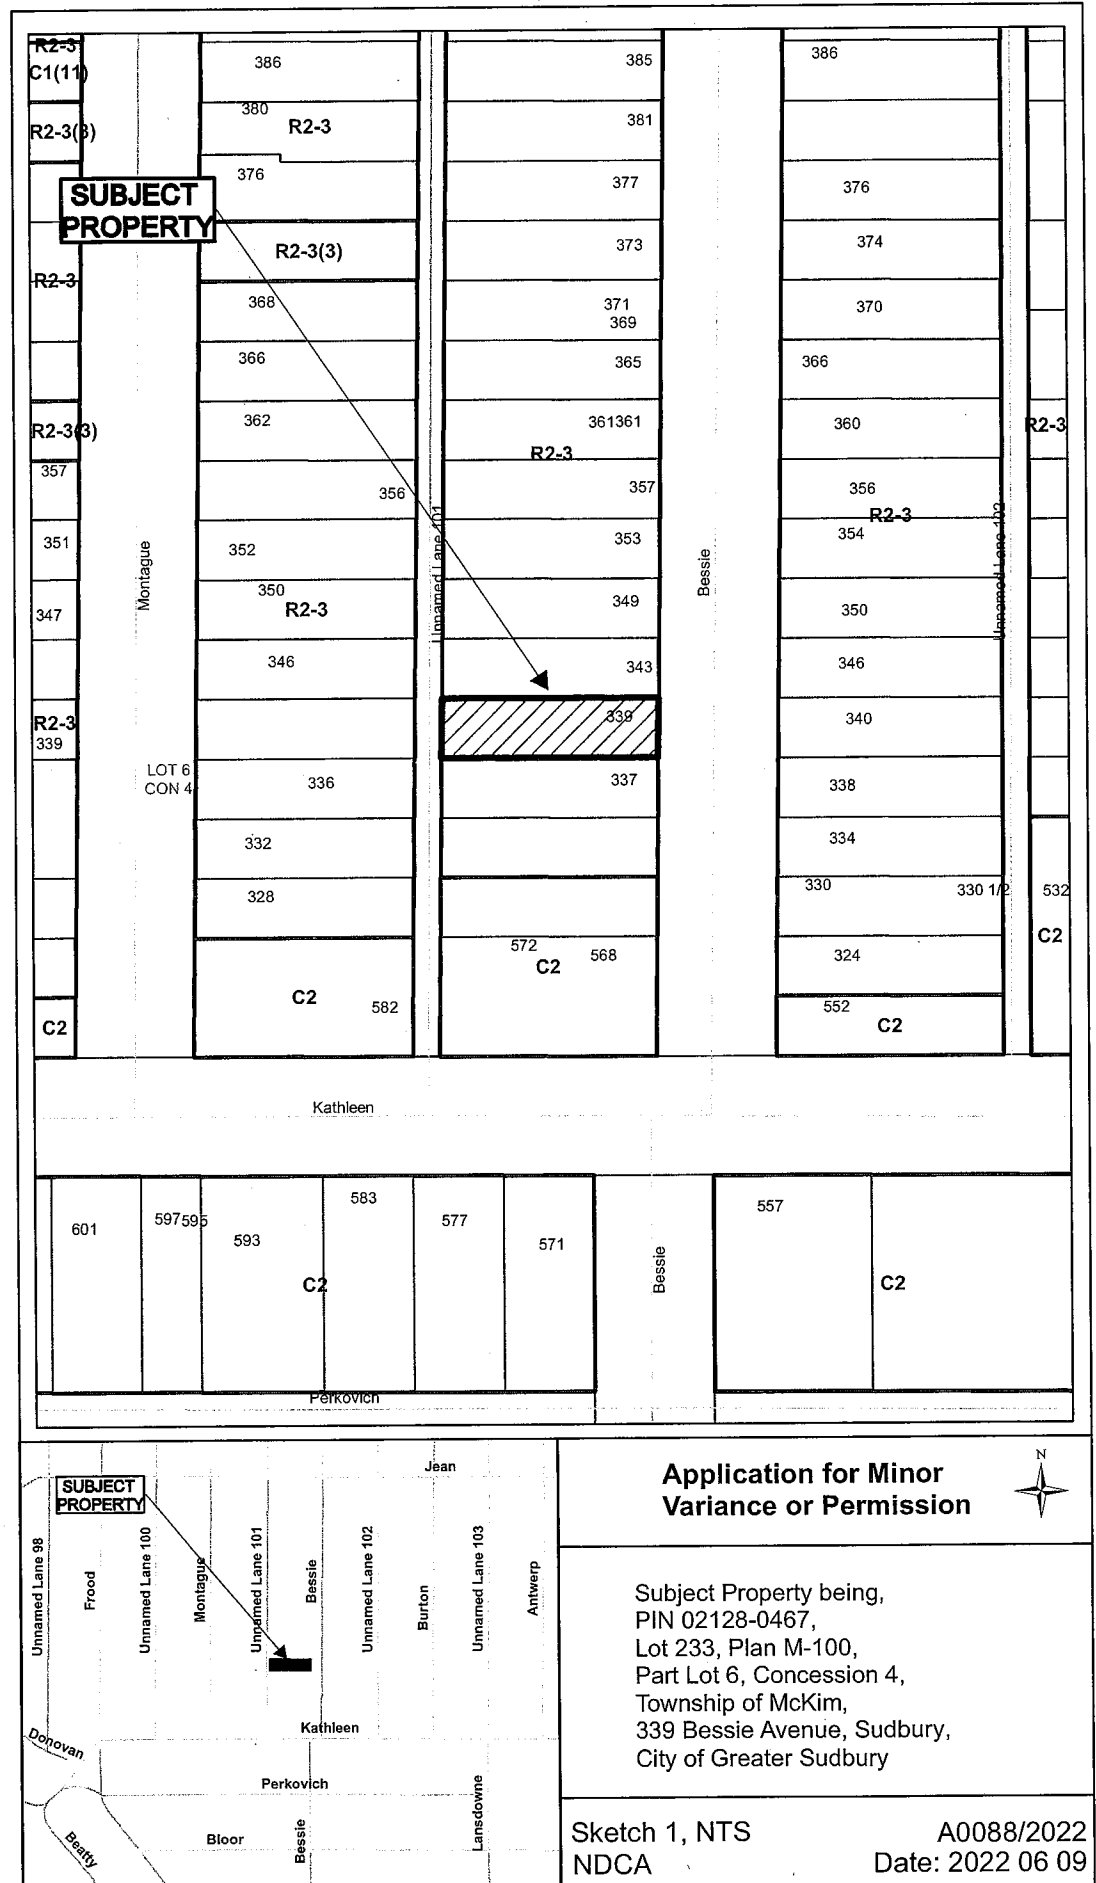 R2-3
C1(11)
R2-3(3)
SUBJECT
PROPERTY
R2-3
R2-3(3)
357
351
347
R2-3
339
C2
Montague
LOT 6
CON 4
386
380
R2-3
376
R2-3(3)
368
366
362
356
352
350
R2-3
346
336
332
328
C2
582
Unnamed Lane 101
385
381
377
373
371
369
365
361361
R2-3
357
353
349
343
339
337
572
568
C2
Bessie
386
376
374
370
366
360
356
R2-3
354
350
346
340
338
334
330
330 1/2
324
552
C2
Unnamed Lane 102
R2-3
532
C2
Kathleen
601
597595
593
583
577
571
C2
Bessie
557
C2
Perkovich
SUBJECT
PROPERTY
Jean
Unnamed Lane 98
Frood
Unnamed Lane 100
Montague
Unnamed Lane 101
Bessie
Unnamed Lane 102
Burton
Unnamed Lane 103
Antwerp
Kathleen
Donovan
Perkovich
Beatty
Bloor
Bessie
Lansdowne
Application for Minor
Variance or Permission
N
Subject Property being,
PIN 02128-0467,
Lot 233, Plan M-100,
Part Lot 6, Concession 4,
Township of McKim,
339 Bessie Avenue, Sudbury,
City of Greater Sudbury
Sketch 1, NTS
A0088/2022
NDCA
Date: 2022 06 09